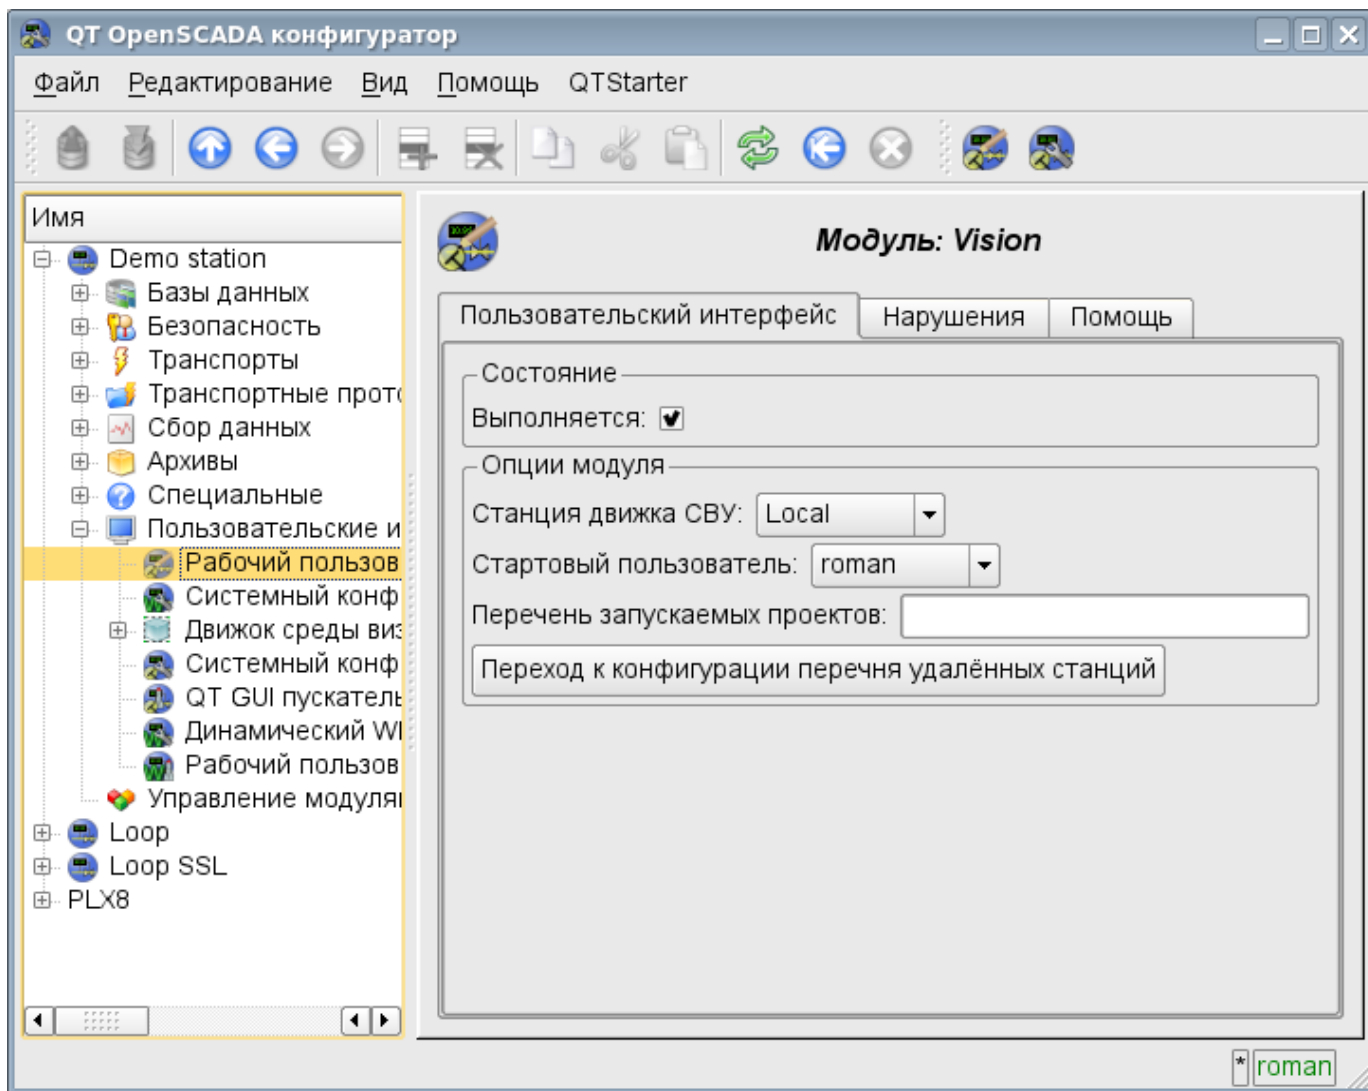 QT OpenSCADA конфигуратор
Файл Редактирование Вид Помощь QTStarter
Имя
Demo station
Базы данных
Безопасность
Транспорты
Транспортные прото
Сбор данных
Архивы
Специальные
Пользовательские и
Рабочий пользов
Системный конф
Движок среды виз
Системный конф
QT GUI пускатель
Динамический WI
Рабочий пользов
Управление модуля
Loop
Loop SSL
PLX8
Модуль: Vision
Пользовательский интерфейс Нарушения Помощь
Состояние
Выполняется:
Опции модуля
Станция движка СВУ: Local
Стартовый пользователь: roman
Перечень запускаемых проектов:
Переход к конфигурации перечня удалённых станций
* roman